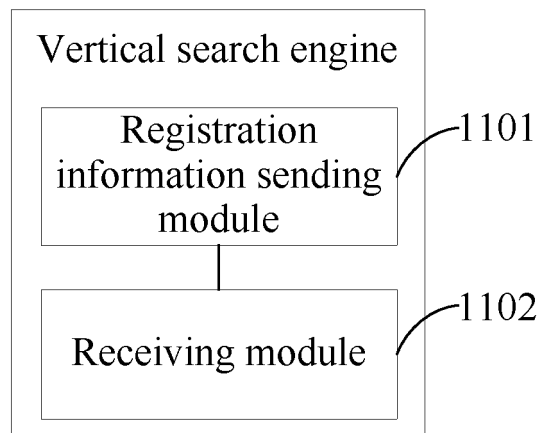 Vertical search engine
Registration
information sending
module
1101
Receiving module
1102